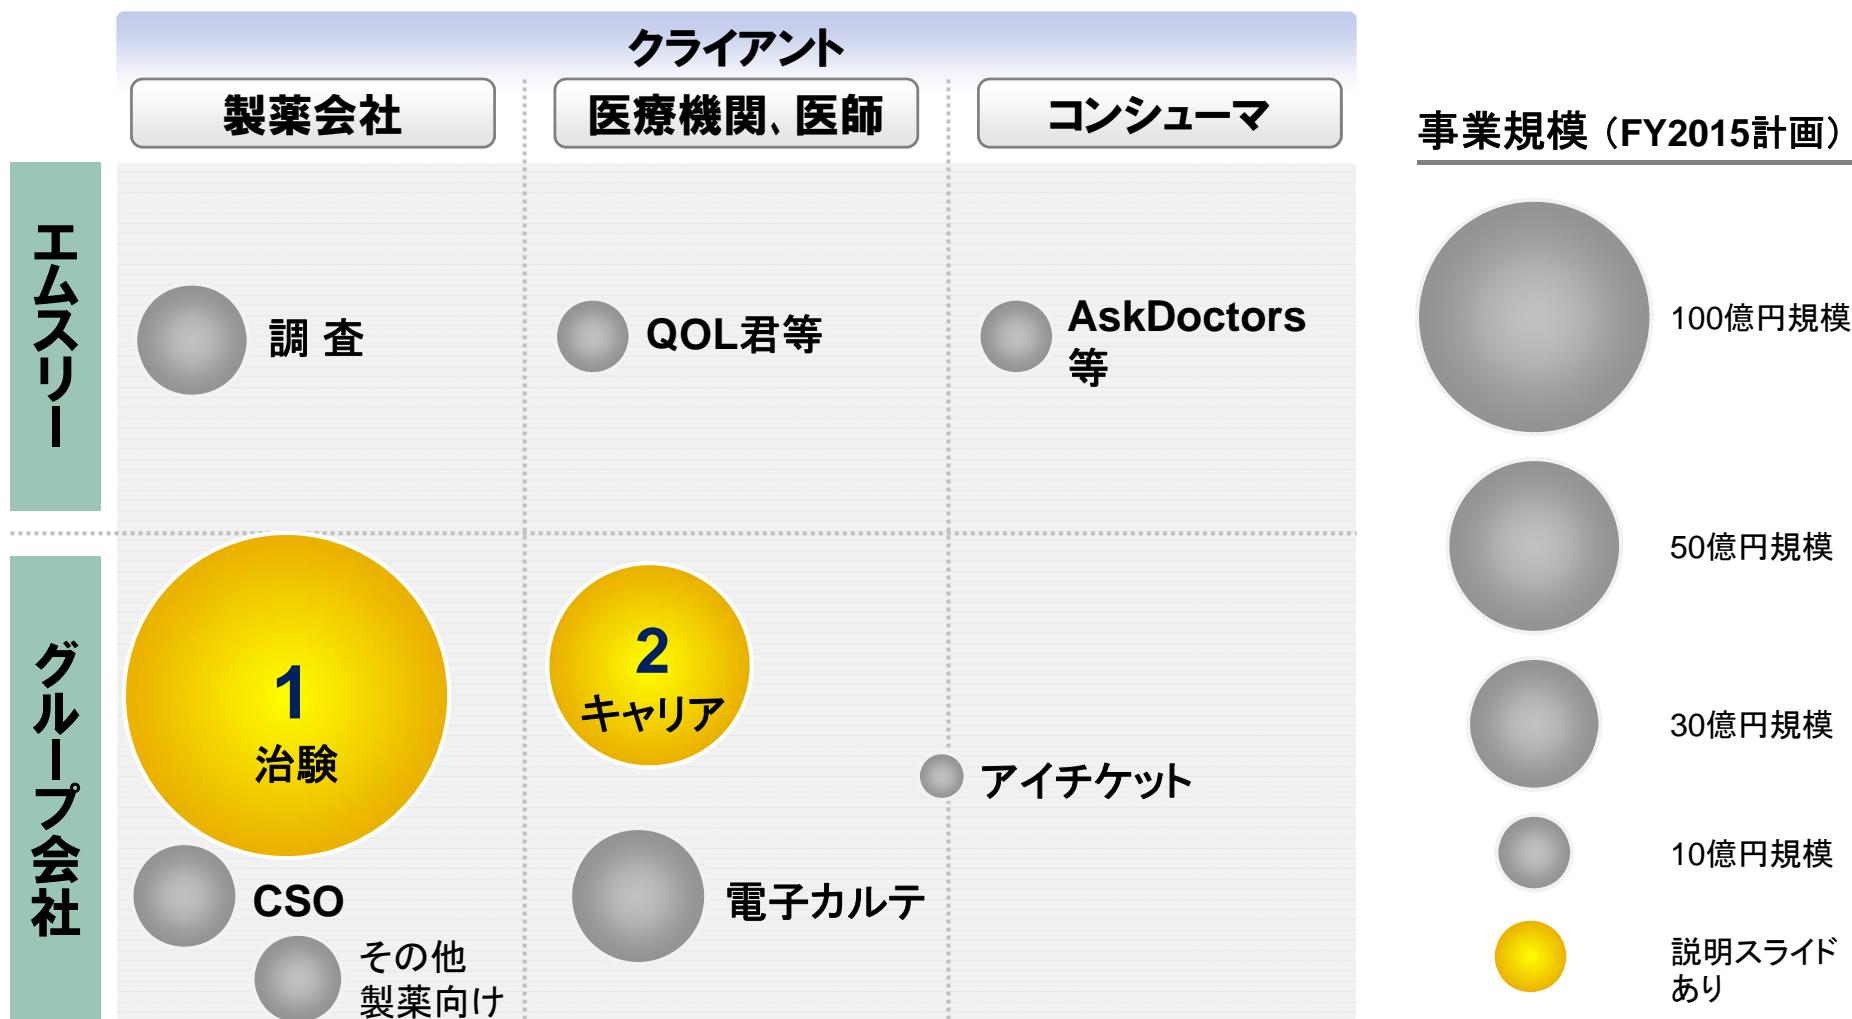 クライアント
製薬会社
医療機関、医師
コンシューマ
エムスリー
調 査
QOL君等
AskDoctors
等
グループ会社
1
治験
2
キャリア
アイチケット
CSO
電子カルテ
その他
製薬向け
事業規模（FY2015計画）
100億円規模
50億円規模
30億円規模
10億円規模
説明スライド
あり